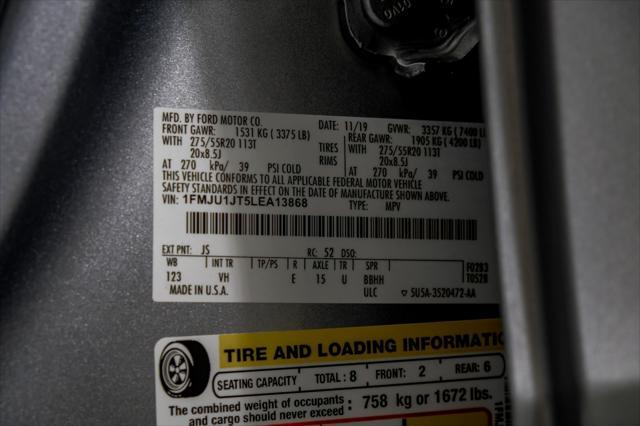 MFD. BY FORD MOTOR CO.
DATE: 11/19 GVWR: 3357 KG ( 7400 L
FRONT GAWR: 1531 KG ( 3375 LB)
REAR GAWR: 1905 KG ( 4200 LB)
WITH 275/55R20 113T TIRES WITH 275/55R20 113T
20x8.5J RIMS 20x8.5J
AT 270 kPa/ 39 PSI COLD AT 270 kPa/ 39 PSI COLD
THIS VEHICLE CONFORMS TO ALL APPLICABLE FEDERAL MOTOR VEHICLE
SAFETY STANDARDS IN EFFECT ON THE DATE OF MANUFACTURE SHOWN ABOVE.
VIN: 1FMJU1JT5LEA13868 TYPE: MPV
EXT PNT: JS RC: 52 DSO:
WB INT TR TP/PS R AXLE TR SPR F0283
123 VH E 15 U BBHH T0528
MADE IN U.S.A. ULC 5U5A-3520472-AA
TIRE AND LOADING INFORMATIO
SEATING CAPACITY TOTAL : 8 FRONT: 2 REAR: 6
The combined weight of occupants
and cargo should never exceed : 758 kg or 1672 lbs.